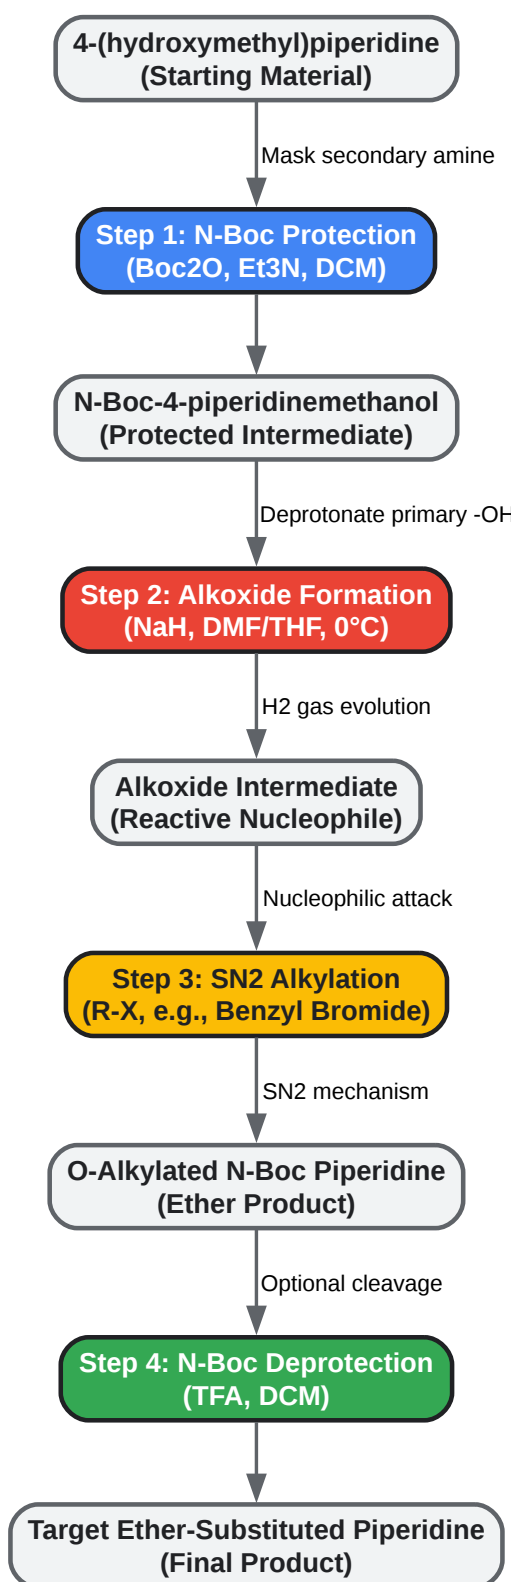 4-(hydroxymethyl)piperidine
(Starting Material)
Mask secondary amine
Step 1: N-Boc Protection
(Boc2O, Et3N, DCM)
N-Boc-4-piperidinemethanol
(Protected Intermediate)
Deprotonate primary -OH
Step 2: Alkoxide Formation
(NaH, DMF/THF, 0°C)
H2 gas evolution
Alkoxide Intermediate
(Reactive Nucleophile)
Nucleophilic attack
Step 3: SN2 Alkylation
(R-X, e.g., Benzyl Bromide)
SN2 mechanism
O-Alkylated N-Boc Piperidine
(Ether Product)
Optional cleavage
Step 4: N-Boc Deprotection
(TFA, DCM)
Target Ether-Substituted Piperidine
(Final Product)